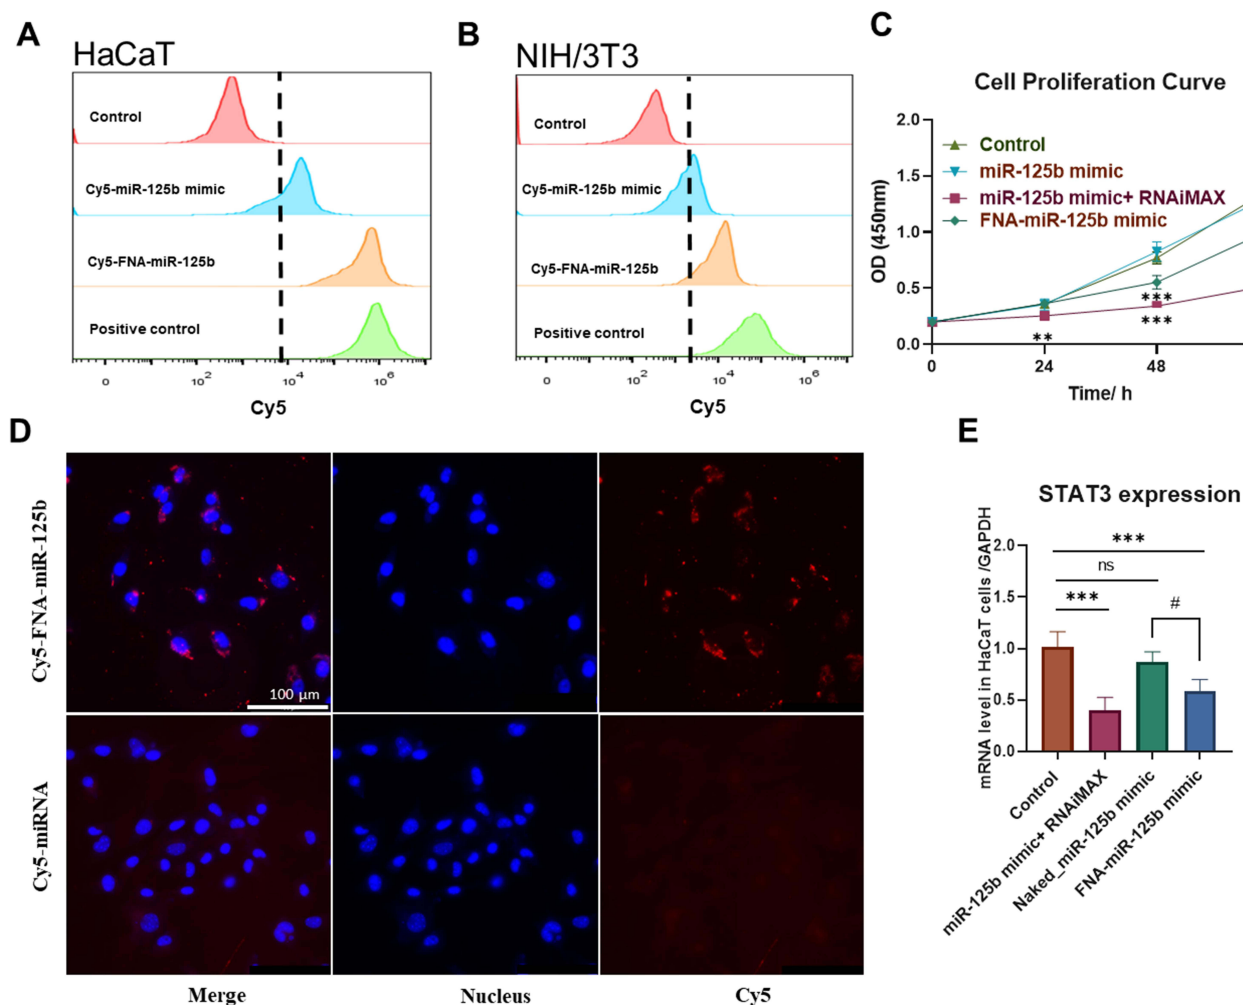 A
HaCaT
Control
Cy5-miR-125b mimic
Cy5-FNA-miR-125b
Positive control
0 10² 10⁴ 10⁶
Cy5
B
NIH/3T3
Control
Cy5-miR-125b mimic
Cy5-FNA-miR-125b
Positive control
0 10² 10⁴ 10⁶
Cy5
C
Cell Proliferation Curve
OD (450nm)
2.0
1.5
1.0
0.5
0.0
Control
miR-125b mimic
miR-125b mimic+ RNAiMAX
FNA-miR-125b mimic
**
***
***
0 24 48
Time/ h
D
Cy5-FNA-miR-125b
100 μm
Cy5-miRNA
Merge Nucleus Cy5
E
STAT3 expression
mRNA level in HaCaT cells /GAPDH
2.0
1.5
1.0
0.5
0.0
***
ns
***
#
Control
miR-125b mimic+ RNAiMAX
Naked_miR-125b mimic
FNA-miR-125b mimic